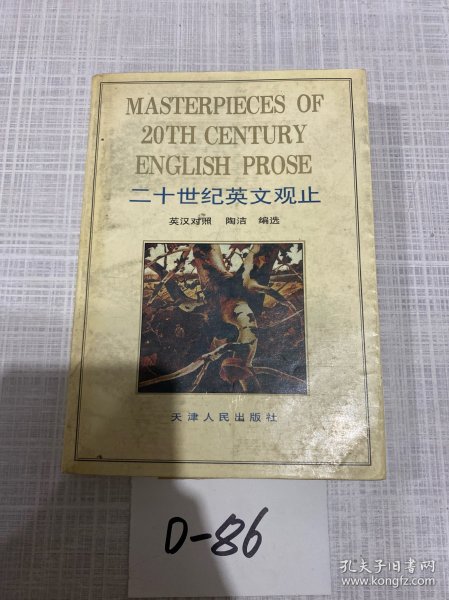 MASTERPIECES OF
20TH CENTURY
ENGLISH PROSE
二十世纪英文观止
英汉对照 陶洁 编选
天津人民出版社
D-86
孔夫子旧书网
www.kongfz.com